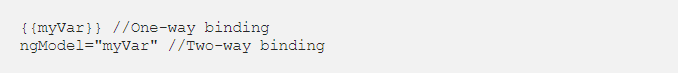 {{myVar}} //One-way binding
ngModel="myVar" //Two-way binding